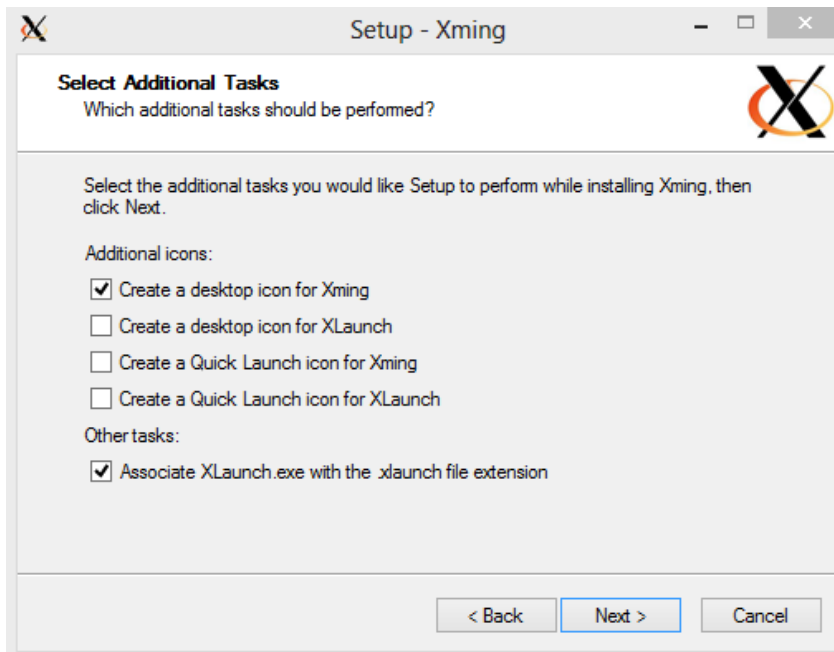 Setup - Xming
Select Additional Tasks
Which additional tasks should be performed?
Select the additional tasks you would like Setup to perform while installing Xming, then
click Next.
Additional icons:
Create a desktop icon for Xming
Create a desktop icon for XLaunch
Create a Quick Launch icon for Xming
Create a Quick Launch icon for XLaunch
Other tasks:
Associate XLaunch.exe with the .xlaunch file extension
< Back Next > Cancel